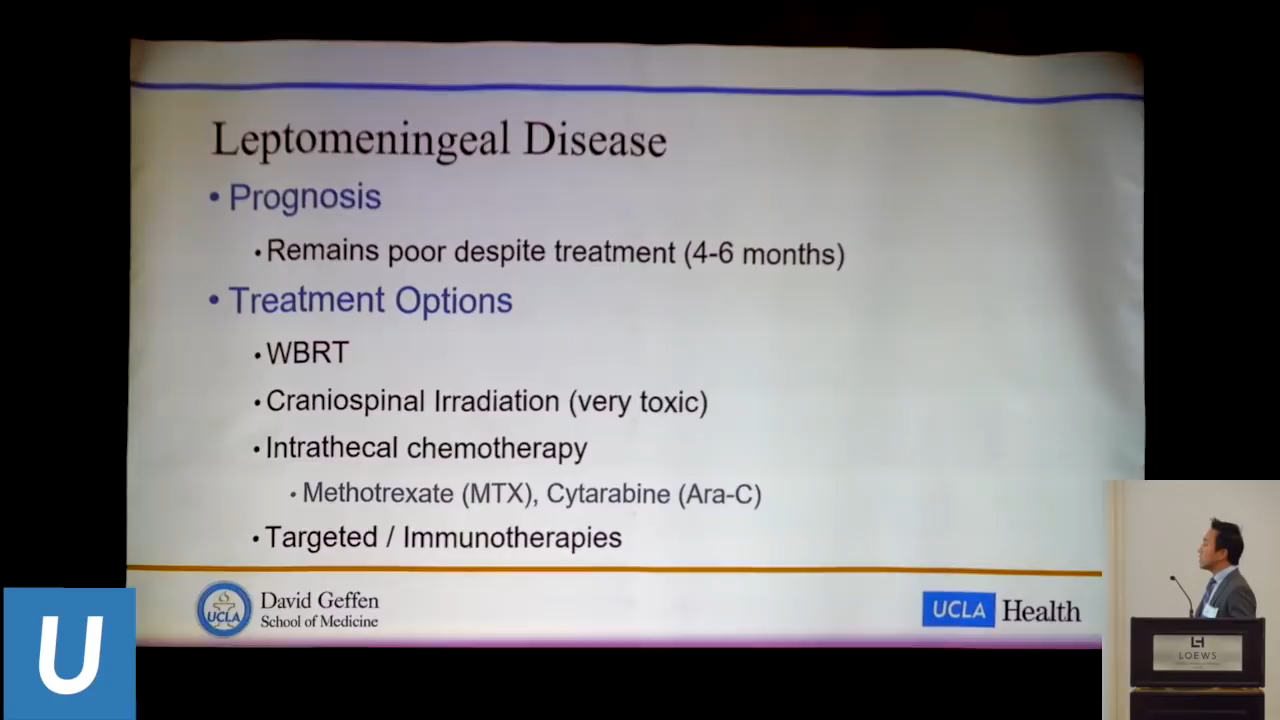 Leptomeningeal Disease
• Prognosis
• Remains poor despite treatment (4-6 months)
• Treatment Options
• WBRT
• Craniospinal Irradiation (very toxic)
• Intrathecal chemotherapy
• Methotrexate (MTX), Cytarabine (Ara-C)
• Targeted / Immunotherapies
UCLA
David Geffen
School of Medicine
UCLA Health
U
LOEWS